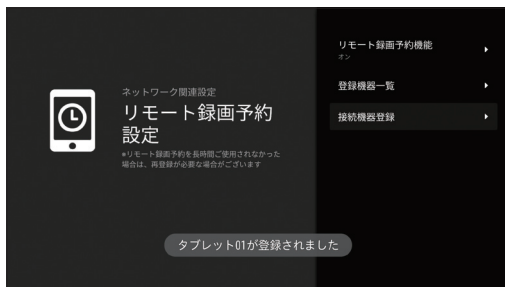 ネットワーク関連設定
リモート録画予約
設定
※リモート録画予約を長時間ご使用されなかった
場合は、再登録が必要な場合がございます
リモート録画予約機能
オン
登録機器一覧
接続機器登録
タブレット01が登録されました